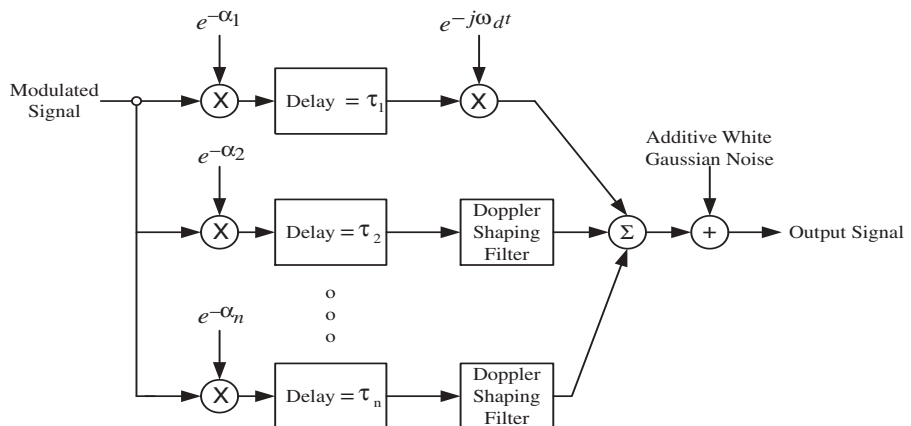 e^{-α_1}
e^{-jω_d t}
Modulated
Signal
X
Delay = τ_1
X
Additive White
Gaussian Noise
e^{-α_2}
X
Delay = τ_2
Doppler
Shaping
Filter
Σ
+
Output Signal
o
o
o
e^{-α_n}
X
Delay = τ_n
Doppler
Shaping
Filter